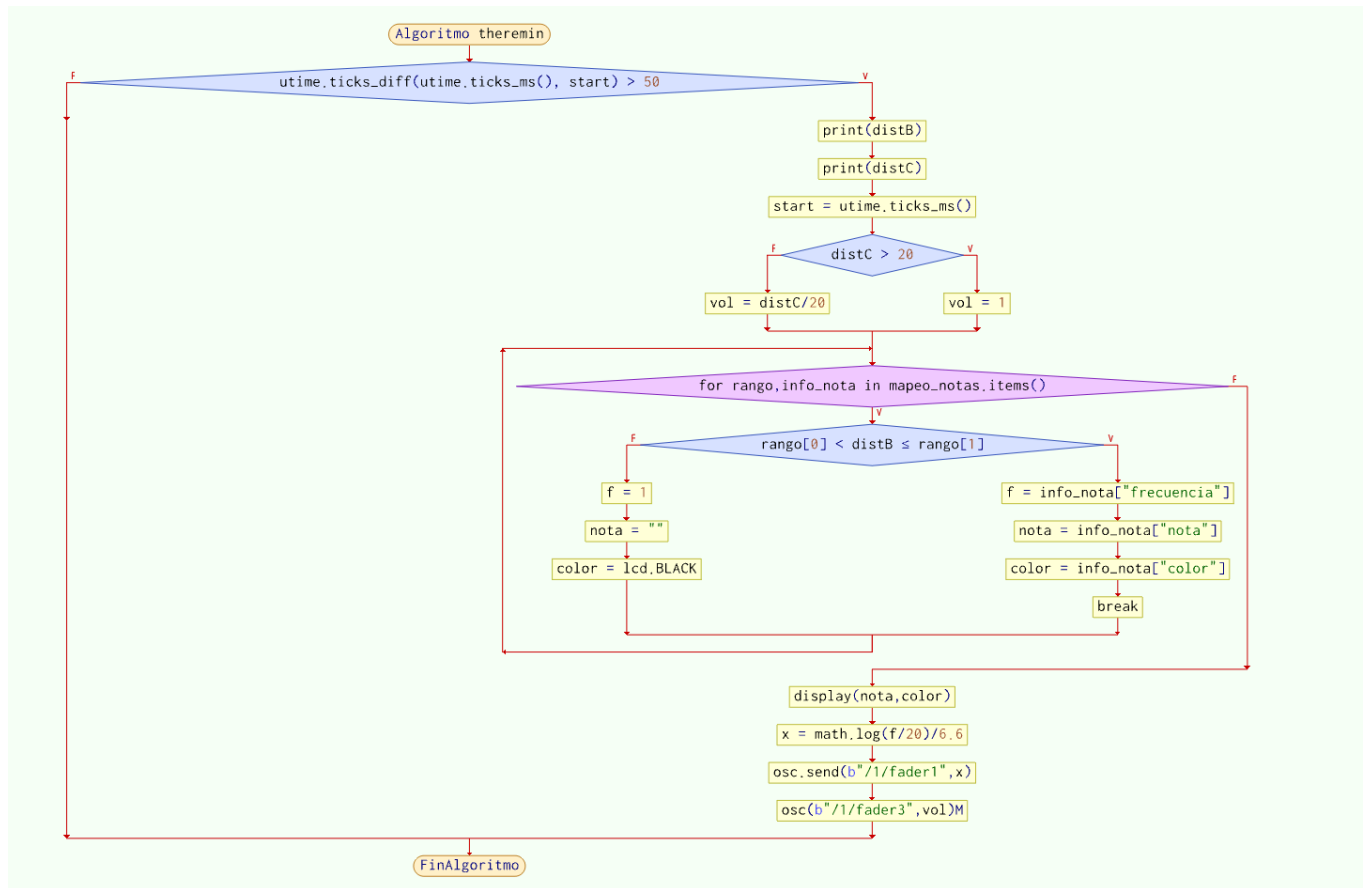 Algoritmo theremin
F
V
utime.ticks_diff(utime.ticks_ms(), start) > 50
print(distB)
print(distC)
start = utime.ticks_ms()
F
V
distC > 20
vol = distC/20
vol = 1
for rango,info_nota in mapeo_notas.items()
F
V
F
V
rango[0] < distB ≤ rango[1]
f = 1
f = info_nota["frecuencia"]
nota = ""
nota = info_nota["nota"]
color = lcd.BLACK
color = info_nota["color"]
break
display(nota,color)
x = math.log(f/20)/6.6
osc.send(b"/1/fader1",x)
osc(b"/1/fader3",vol)M
FinAlgoritmo